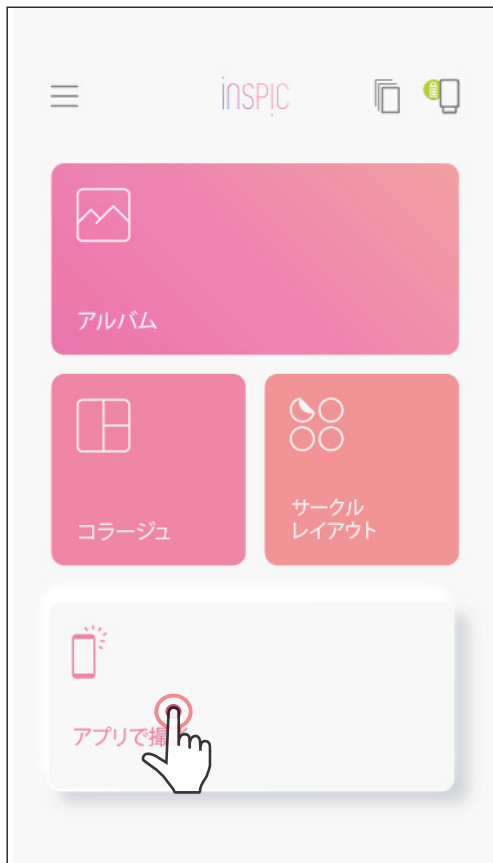 inspic
アルバム
コラージュ
サークル
レイアウト
アプリで撮